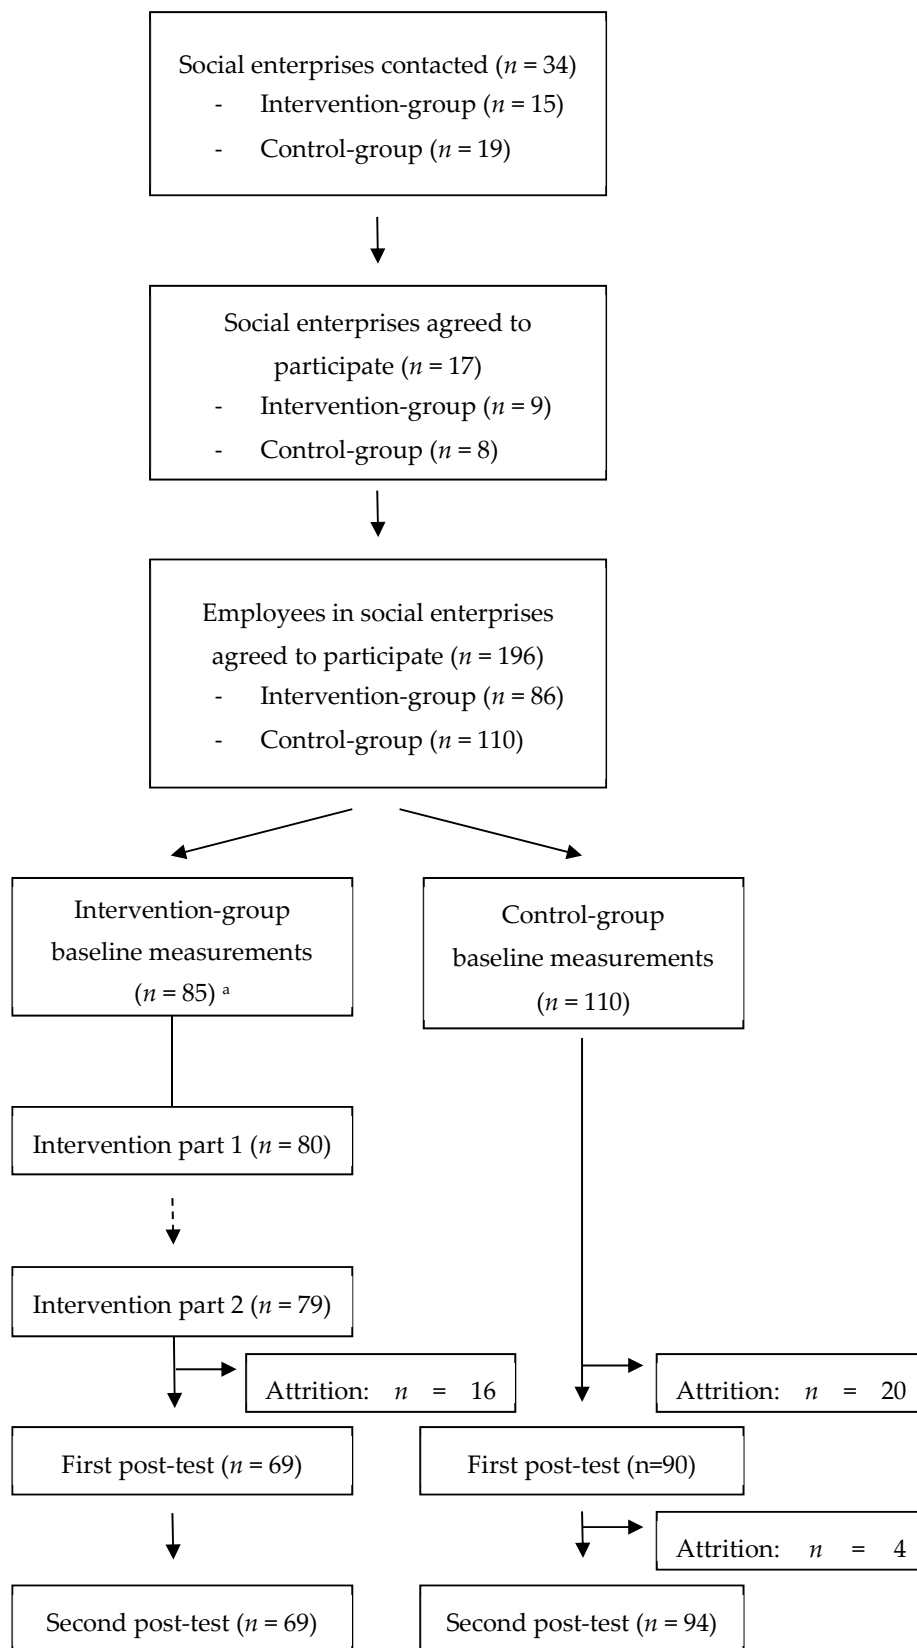 Social enterprises contacted (n = 34)
- Intervention-group (n = 15)
- Control-group (n = 19)
Social enterprises agreed to
participate (n = 17)
- Intervention-group (n = 9)
- Control-group (n = 8)
Employees in social enterprises
agreed to participate (n = 196)
- Intervention-group (n = 86)
- Control-group (n = 110)
Intervention-group
baseline measurements
(n = 85) a
Control-group
baseline measurements
(n = 110)
Intervention part 1 (n = 80)
Intervention part 2 (n = 79)
Attrition: n = 16
Attrition: n = 20
First post-test (n = 69)
First post-test (n=90)
Attrition: n = 4
Second post-test (n = 69)
Second post-test (n = 94)